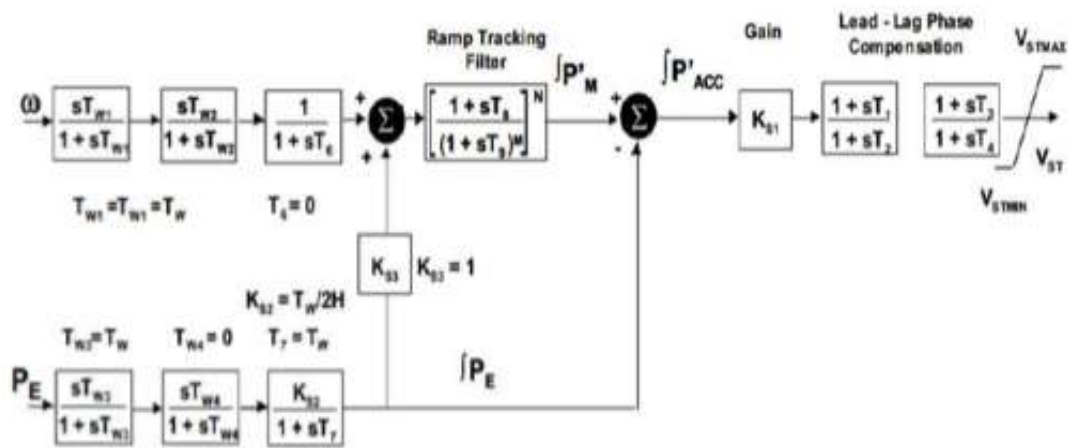 Ramp Tracking
Filter
Gain
Lead - Lag Phase
Compensation
V_STMAX
ω
sT_W1
1 + sT_W1
sT_W2
1 + sT_W2
1
1 + sT_6
+
Σ
+
[1 + sT_8
(1 + sT_9)^M]^N
∫P'_M
+
Σ
-
∫P'_ACC
K_S1
1 + sT_1
1 + sT_2
1 + sT_3
1 + sT_4
V_ST
V_STMIN
T_W1 = T_W1 = T_W
T_6 = 0
K_S3
K_S3 = 1
K_S2 = T_W/2H
T_W3 = T_W
T_W4 = 0
T_7 = T_W
P_E
sT_W3
1 + sT_W3
sT_W4
1 + sT_W4
K_S2
1 + sT_7
∫P_E